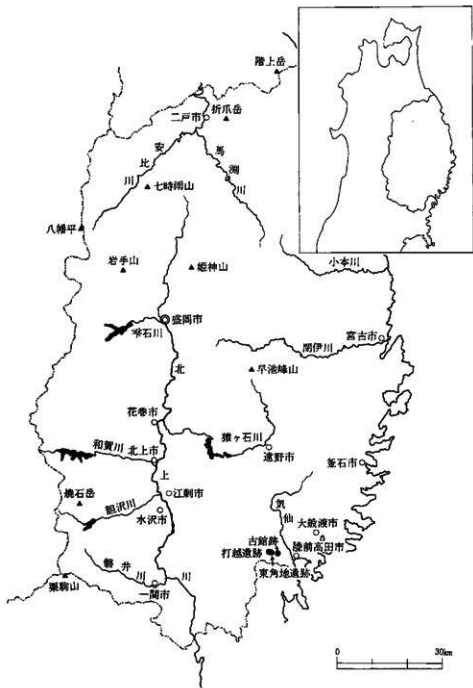 階上岳
折爪岳
二戸市
安比川
馬淵川
七時雨山
八幡平
岩手山
姫神山
小本川
盛岡市
雫石川
閉伊川
宮古市
早池峰山
北上川
花巻市
猿ヶ石川
和賀川
北上市
遠野市
釜石市
焼石岳
江刺市
胆沢川
水沢市
気仙
大船渡市
古館跡
陸前高田市
打越遺跡
東角地遺跡
磐井川
栗駒山
一関市
0
30km